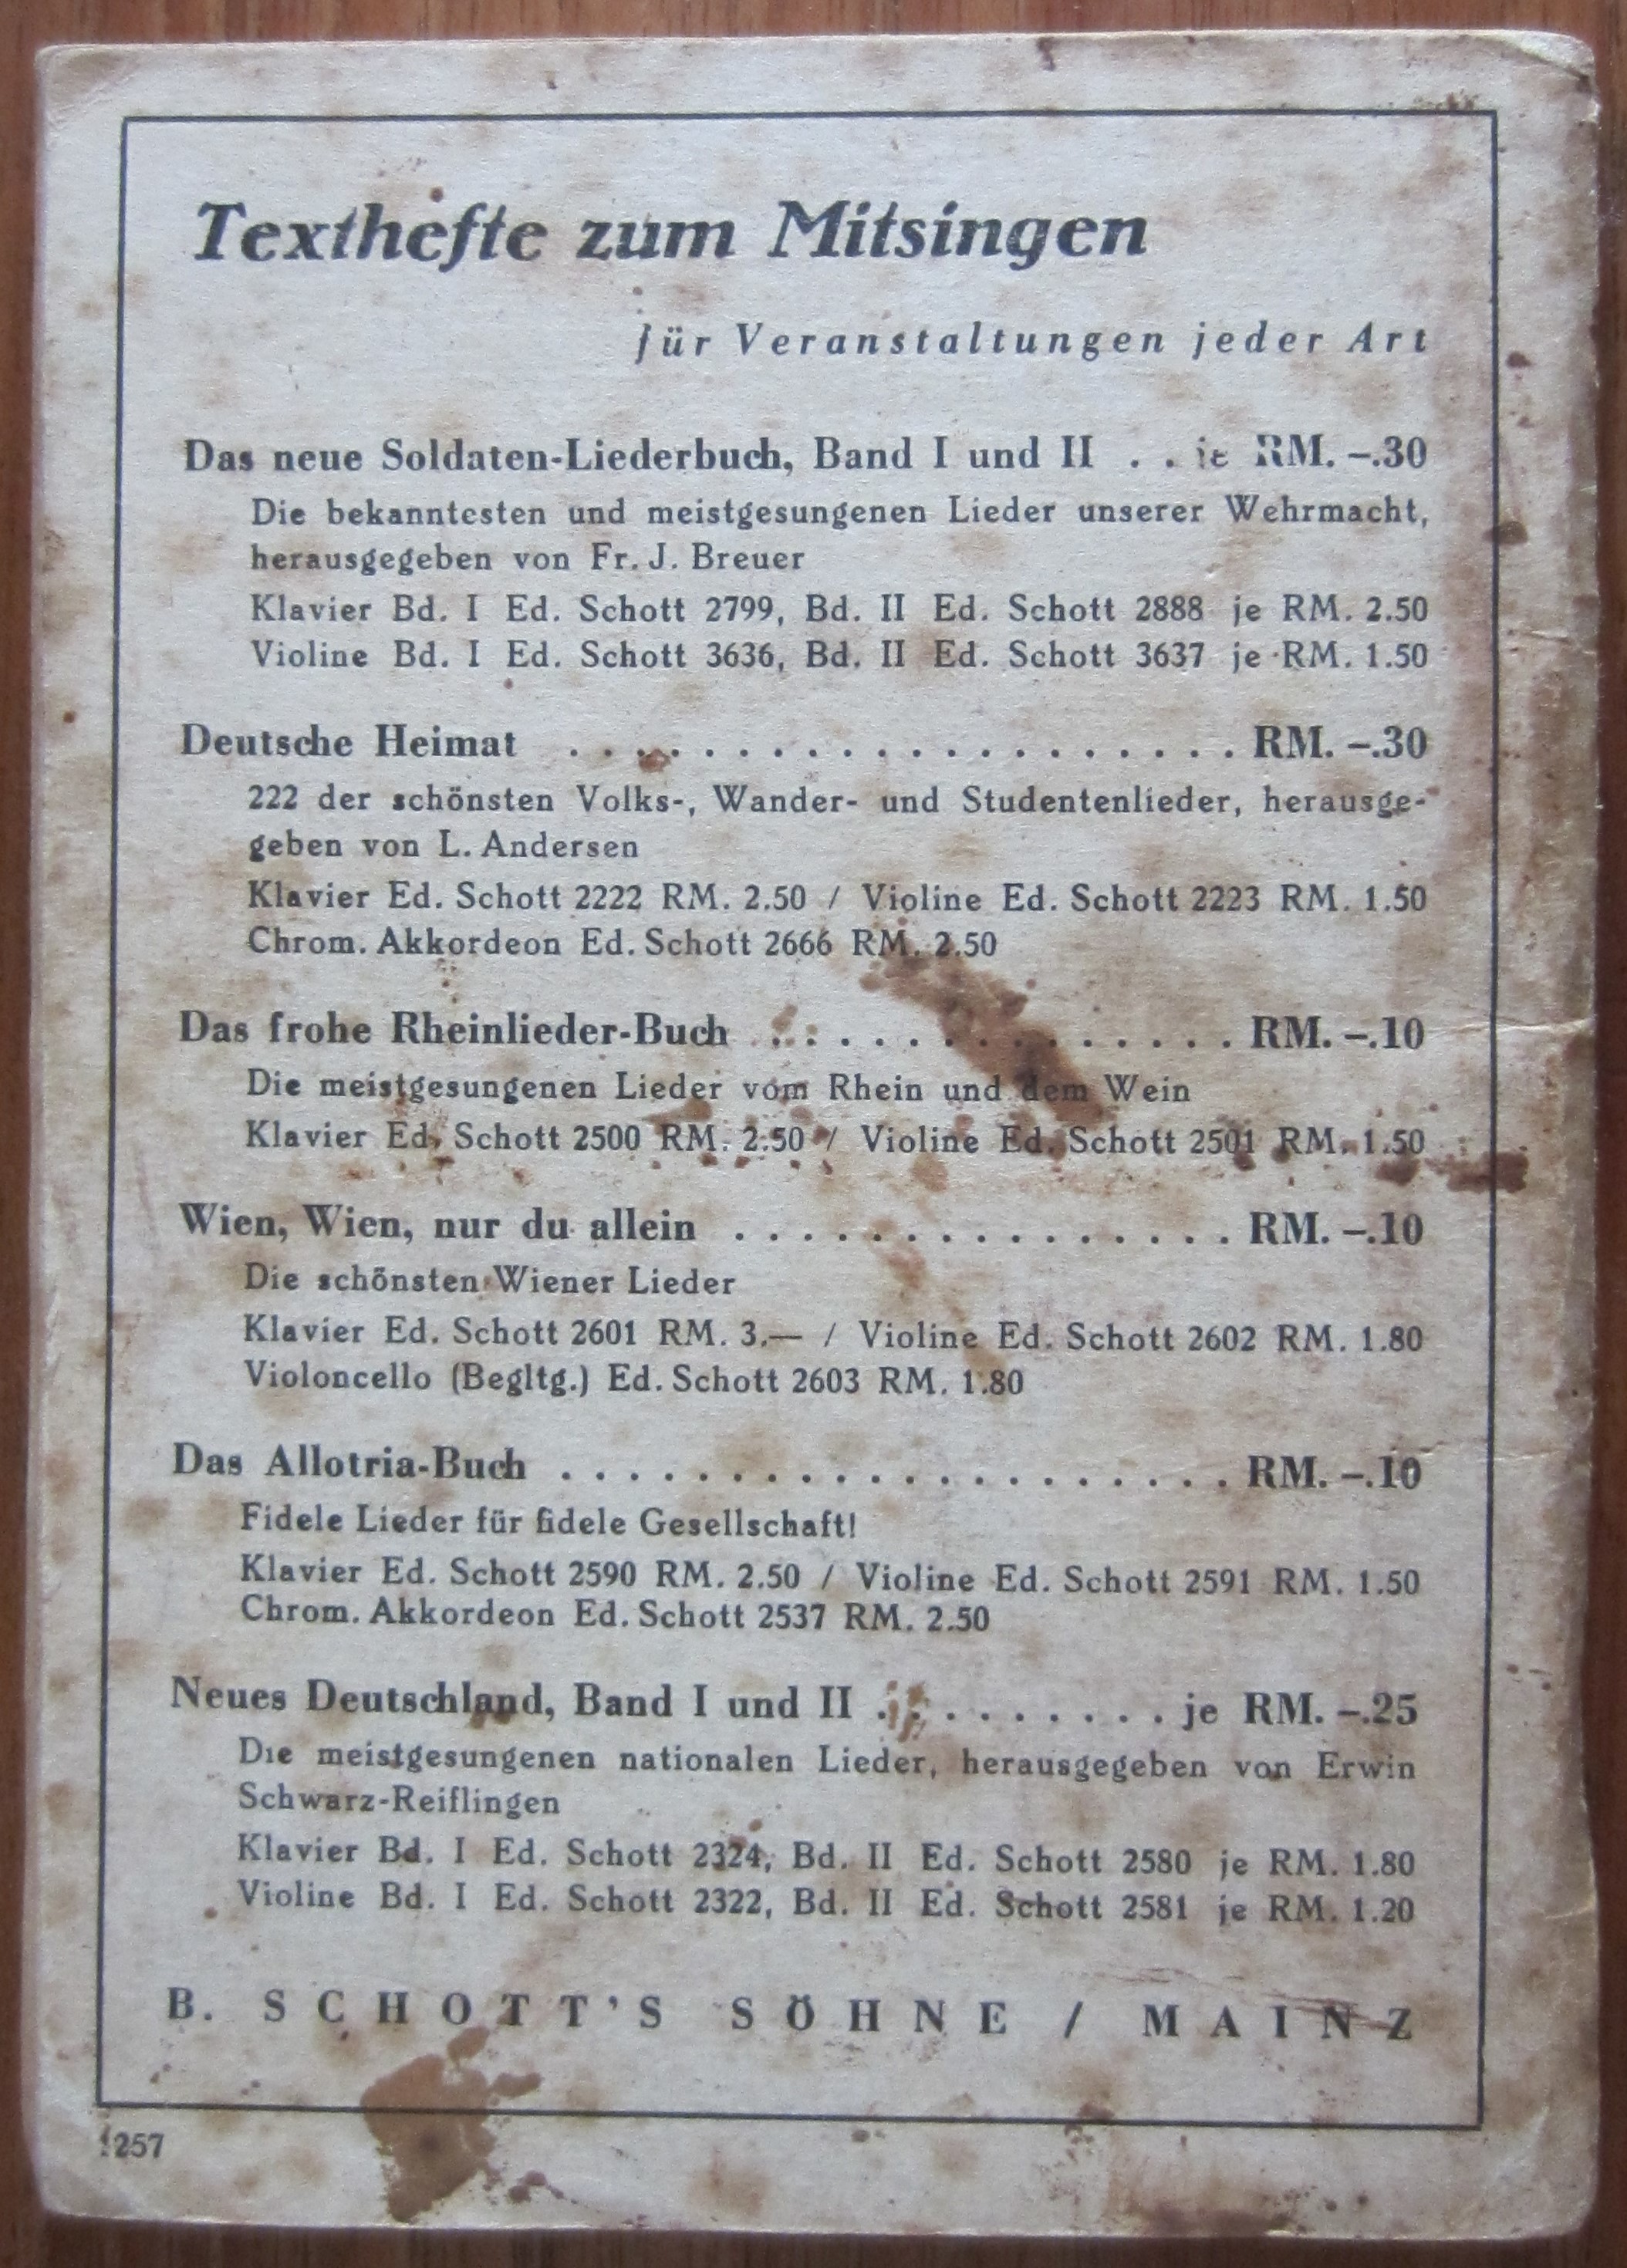 Texthefte zum Mitsingen
für Veranstaltungen jeder Art
Das neue Soldaten-Liederbuch, Band I und II . . je RM. –.30
Die bekanntesten und meistgesungenen Lieder unserer Wehrmacht,
herausgegeben von Fr. J. Breuer
Klavier Bd. I Ed. Schott 2799, Bd. II Ed. Schott 2888 je RM. 2.50
Violine Bd. I Ed. Schott 3636, Bd. II Ed. Schott 3637 je RM. 1.50
Deutsche Heimat . . . . . . . . . . . . . . . . . . . . RM. –.30
222 der schönsten Volks-, Wander- und Studentenlieder, herausge-
geben von L. Andersen
Klavier Ed. Schott 2222 RM. 2.50 / Violine Ed. Schott 2223 RM. 1.50
Chrom. Akkordeon Ed. Schott 2666 RM. 2.50
Das frohe Rheinlieder-Buch . . . . . . . . . . . . . . RM. –.10
Die meistgesungenen Lieder vom Rhein und dem Wein
Klavier Ed. Schott 2500 RM. 2.50 / Violine Ed. Schott 2501 RM. 1.50
Wien, Wien, nur du allein . . . . . . . . . . . . . . . RM. –.10
Die schönsten Wiener Lieder
Klavier Ed. Schott 2601 RM. 3.— / Violine Ed. Schott 2602 RM. 1.80
Violoncello (Begltg.) Ed. Schott 2603 RM. 1.80
Das Allotria-Buch . . . . . . . . . . . . . . . . . . . . RM. –.10
Fidele Lieder für fidele Gesellschaft!
Klavier Ed. Schott 2590 RM. 2.50 / Violine Ed. Schott 2591 RM. 1.50
Chrom. Akkordeon Ed. Schott 2537 RM. 2.50
Neues Deutschland, Band I und II . . . . . . . . . je RM. –.25
Die meistgesungenen nationalen Lieder, herausgegeben von Erwin
Schwarz-Reiflingen
Klavier Bd. I Ed. Schott 2324, Bd. II Ed. Schott 2580 je RM. 1.80
Violine Bd. I Ed. Schott 2322, Bd. II Ed. Schott 2581 je RM. 1.20
B. SCHOTT'S SÖHNE / MAINZ
1257